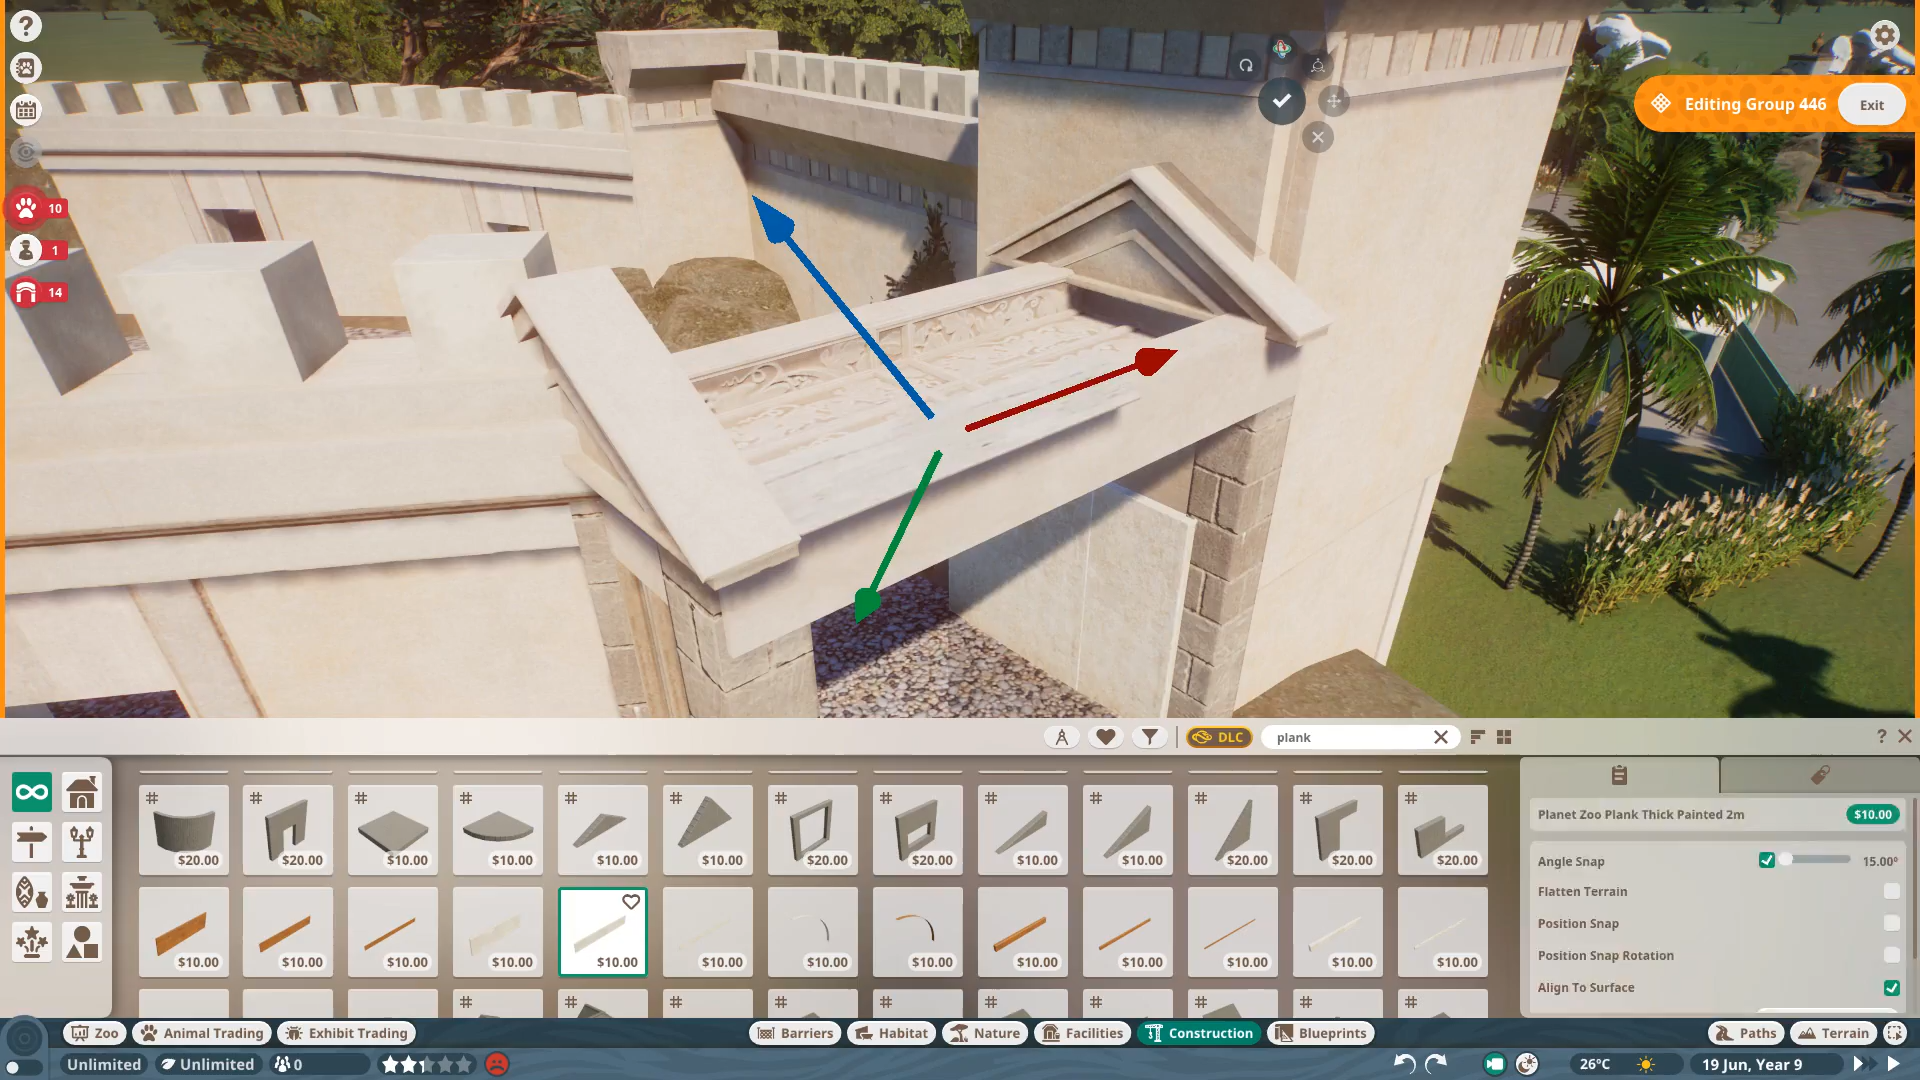 ?
Editing Group 446
Exit
10
1
14
DLC
plank
?
$20.00
$20.00
$10.00
$10.00
$10.00
$10.00
$20.00
$20.00
$10.00
$10.00
$20.00
$20.00
$20.00
$10.00
$10.00
$10.00
$10.00
$10.00
$10.00
$10.00
$10.00
$10.00
$10.00
$10.00
$10.00
$10.00
Planet Zoo Plank Thick Painted 2m
$10.00
Angle Snap
15.00°
Flatten Terrain
Position Snap
Position Snap Rotation
Align To Surface
Zoo
Animal Trading
Exhibit Trading
Barriers
Habitat
Nature
Facilities
Construction
Blueprints
Paths
Terrain
Unlimited
Unlimited
0
26°C
19 Jun, Year 9